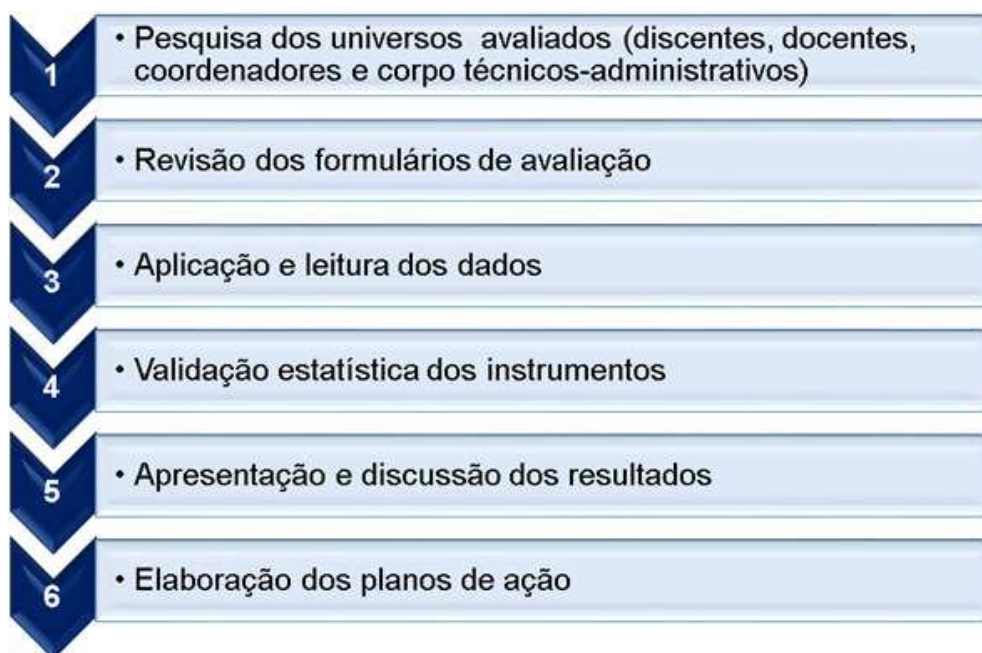 1
• Pesquisa dos universos avaliados (discentes, docentes,
coordenadores e corpo técnicos-administrativos)
2
• Revisão dos formulários de avaliação
3
• Aplicação e leitura dos dados
4
• Validação estatística dos instrumentos
5
• Apresentação e discussão dos resultados
6
• Elaboração dos planos de ação